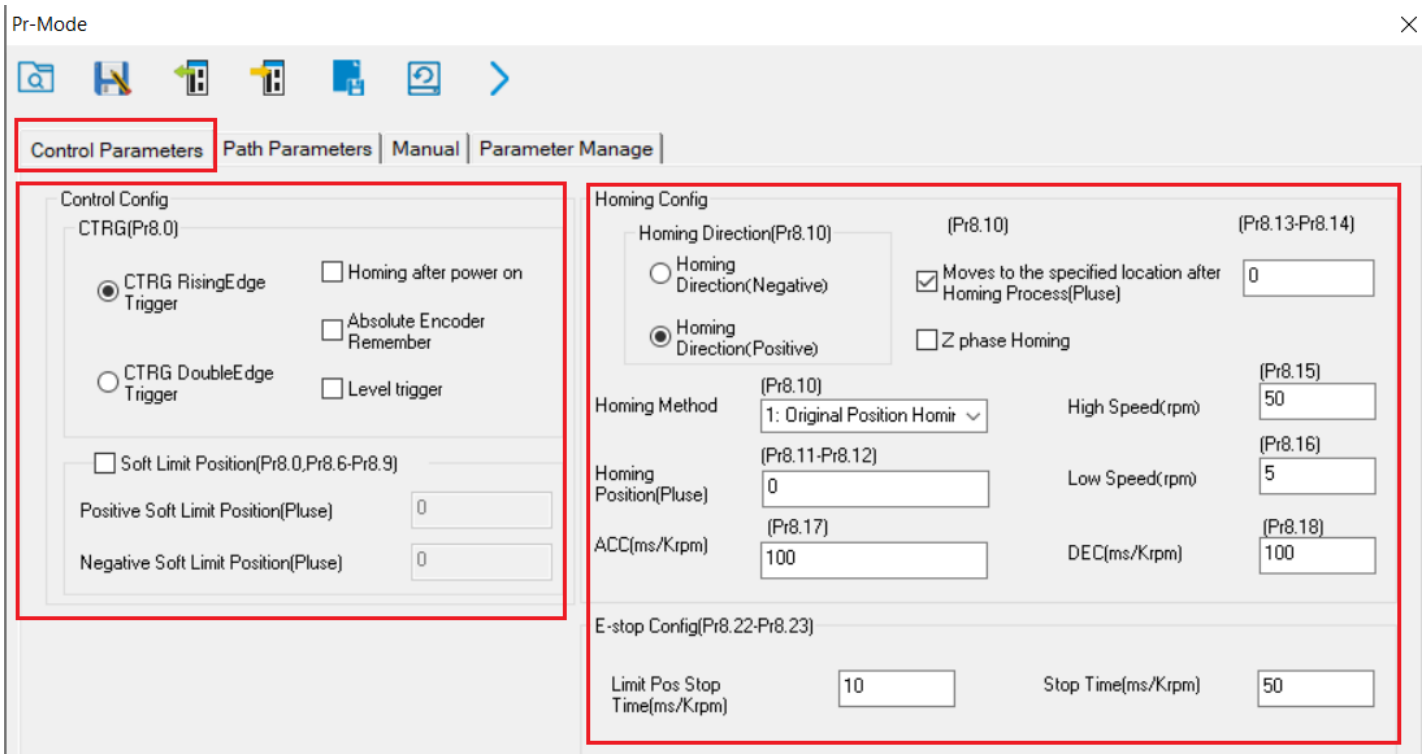 Pr-Mode
Control Parameters
Path Parameters
Manual
Parameter Manage
Control Config
CTRG(Pr8.0)
CTRG RisingEdge
Trigger
Homing after power on
Absolute Encoder
Remember
CTRG DoubleEdge
Trigger
Level trigger
Soft Limit Position(Pr8.0,Pr8.6-Pr8.9)
Positive Soft Limit Position(Pluse)
0
Negative Soft Limit Position(Pluse)
0
Homing Config
Homing Direction(Pr8.10)
Homing
Direction(Negative)
Homing
Direction(Positive)
(Pr8.10)
(Pr8.13-Pr8.14)
Moves to the specified location after
Homing Process(Pluse)
0
Z phase Homing
Homing Method
(Pr8.10)
1: Original Position Homir
High Speed(rpm)
(Pr8.15)
50
Homing
Position(Pluse)
(Pr8.11-Pr8.12)
0
Low Speed(rpm)
(Pr8.16)
5
ACC(ms/Krpm)
(Pr8.17)
100
DEC(ms/Krpm)
(Pr8.18)
100
E-stop Config(Pr8.22-Pr8.23)
Limit Pos Stop
Time(ms/Krpm)
10
Stop Time(ms/Krpm)
50